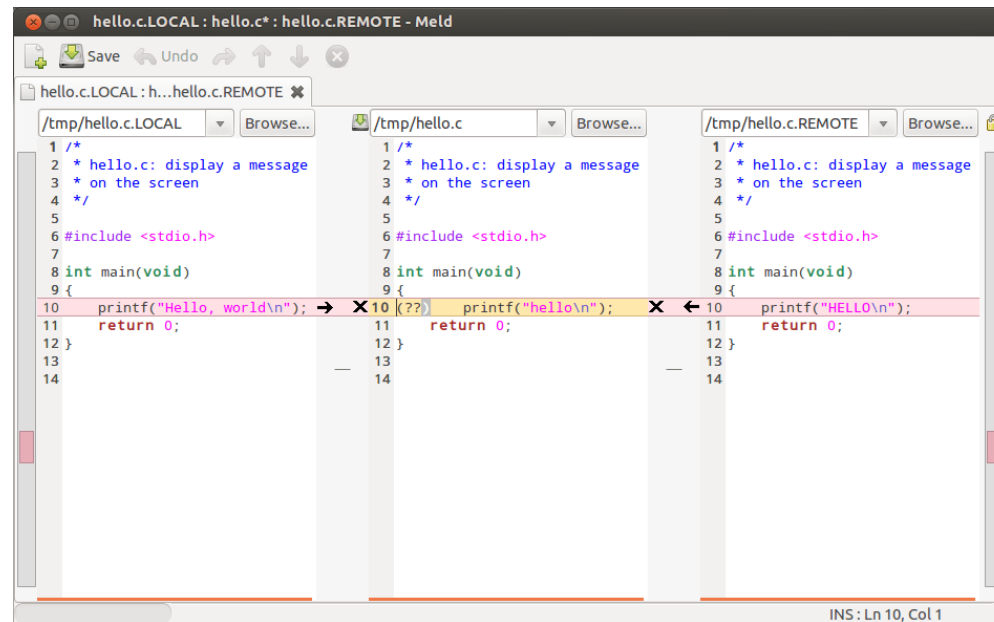 hello.c.LOCAL : hello.c* : hello.c.REMOTE - Meld
Save Undo
hello.c.LOCAL : h...hello.c.REMOTE
/tmp/hello.c.LOCAL Browse...
1 /*
2  * hello.c: display a message
3  * on the screen
4  */
5
6 #include <stdio.h>
7
8 int main(void)
9 {
10     printf("Hello, world\n");
11     return 0;
12 }
13
14
/tmp/hello.c Browse...
1 /*
2  * hello.c: display a message
3  * on the screen
4  */
5
6 #include <stdio.h>
7
8 int main(void)
9 {
10 (??)    printf("hello\n");
11     return 0;
12 }
13
14
/tmp/hello.c.REMOTE Browse...
1 /*
2  * hello.c: display a message
3  * on the screen
4  */
5
6 #include <stdio.h>
7
8 int main(void)
9 {
10     printf("HELLO\n");
11     return 0;
12 }
13
14
INS : Ln 10, Col 1